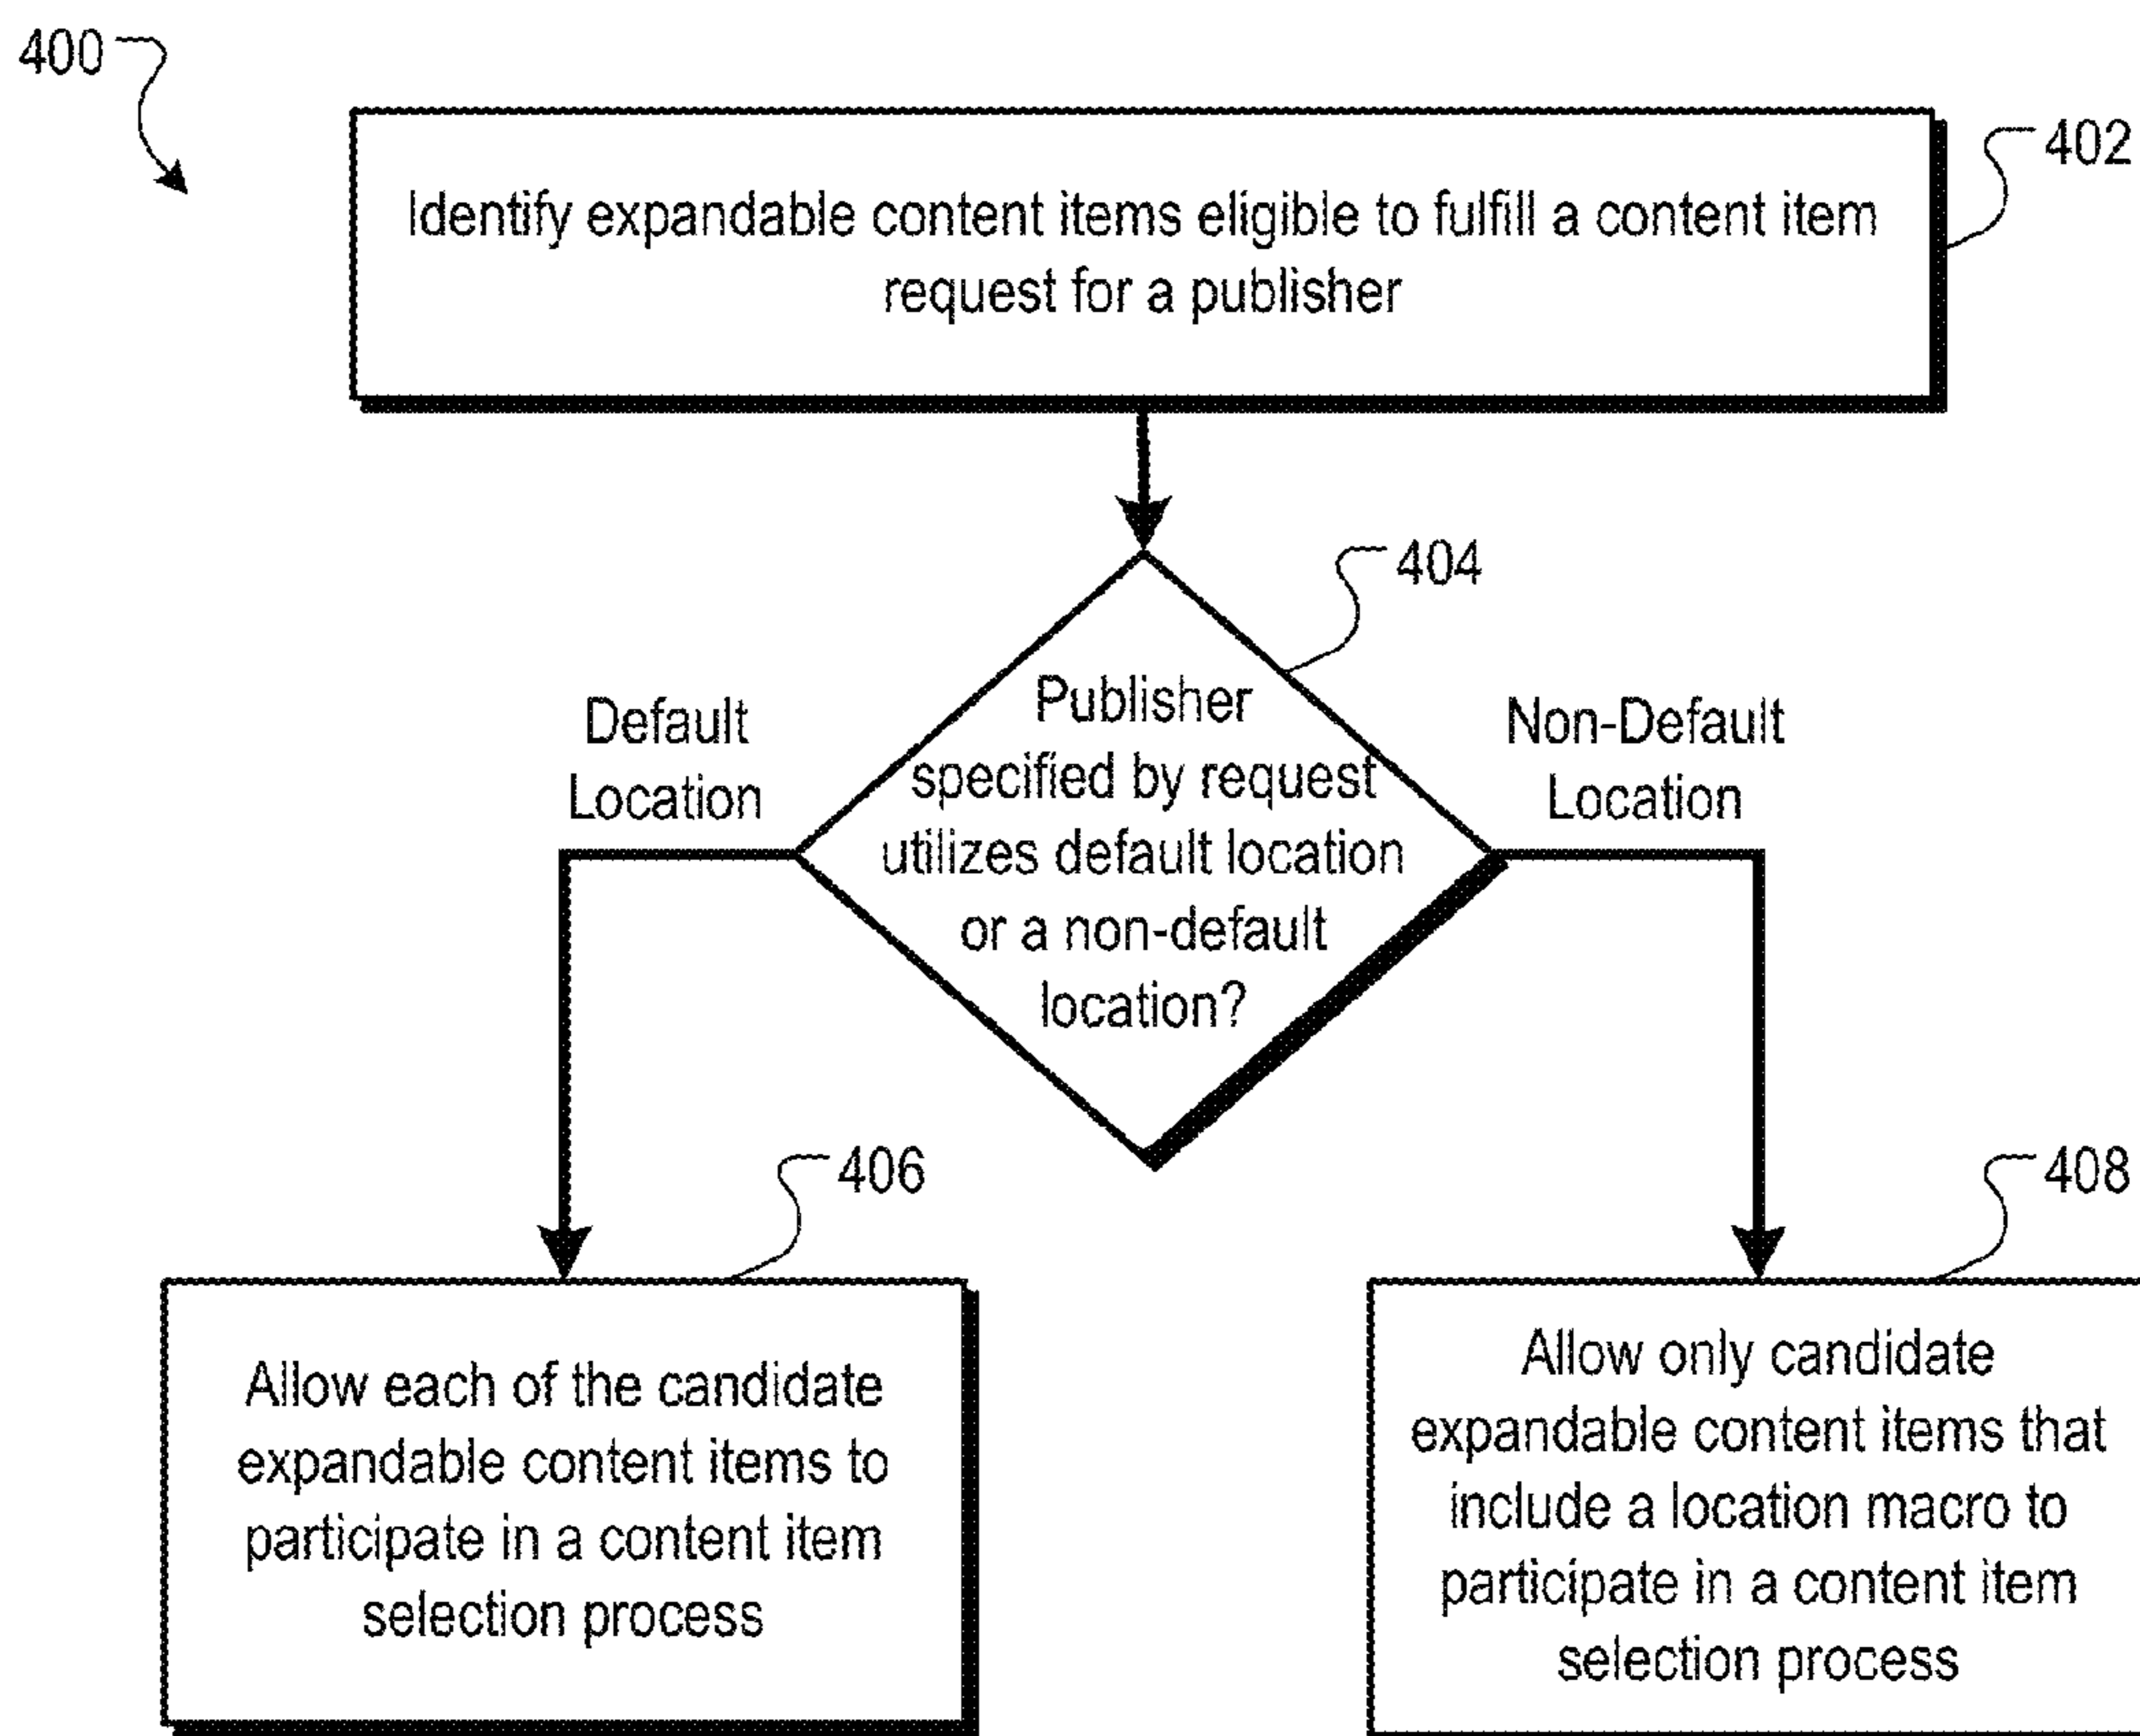 400
402
Identify expandable content items eligible to fulfill a content item
request for a publisher
404
Default
Location
Publisher
specified by request
utilizes default location
or a non-default
location?
Non-Default
Location
406
408
Allow each of the candidate
expandable content items to
participate in a content item
selection process
Allow only candidate
expandable content items that
include a location macro to
participate in a content item
selection process